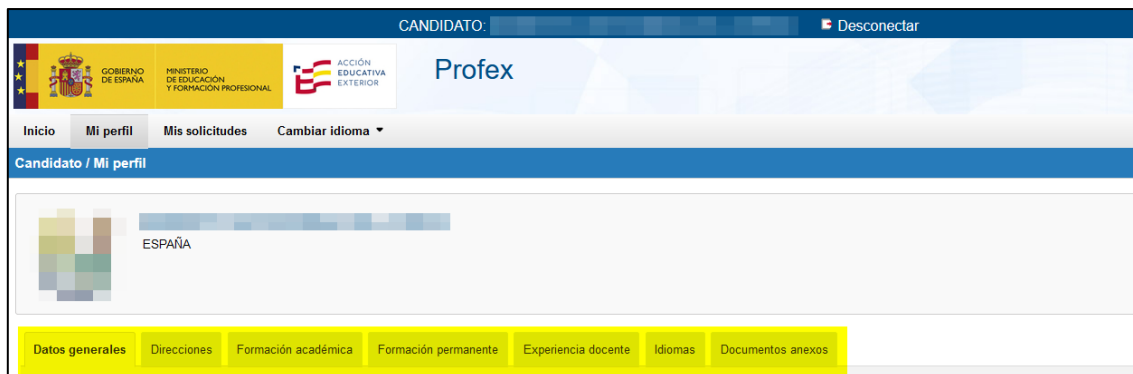 CANDIDATO: Desconectar
GOBIERNO
DE ESPAÑA
MINISTERIO
DE EDUCACIÓN
Y FORMACIÓN PROFESIONAL
ACCIÓN
EDUCATIVA
EXTERIOR
Profex
Inicio Mi perfil Mis solicitudes Cambiar idioma
Candidato / Mi perfil
ESPAÑA
Datos generales Direcciones Formación académica Formación permanente Experiencia docente Idiomas Documentos anexos